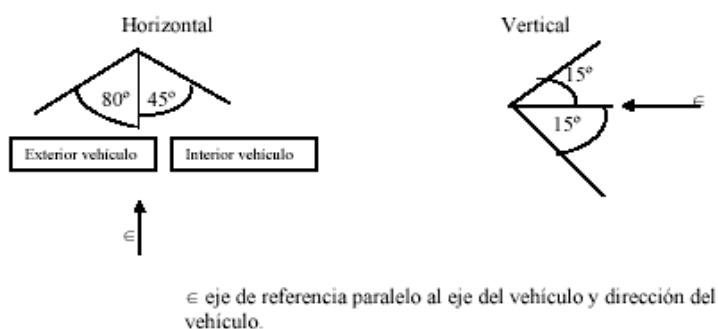 Horizontal
Vertical
80º
45º
15º
15º
Exterior vehículo
Interior vehículo
∈
∈
∈ eje de referencia paralelo al eje del vehículo y dirección del
vehículo.